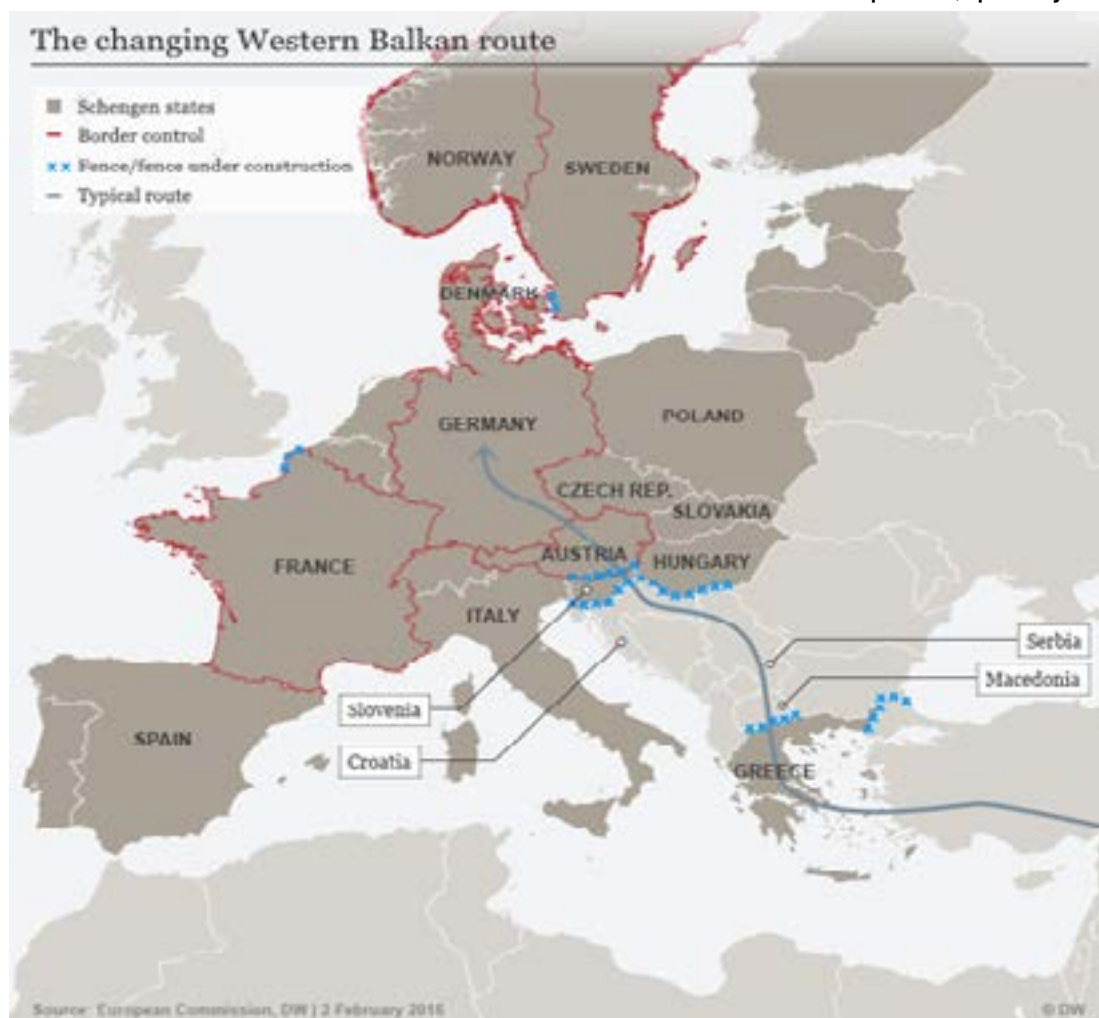 The changing Western Balkan route
Schengen states
Border control
Fence/fence under construction
Typical route
NORWAY
SWEDEN
DENMARK
GERMANY
POLAND
CZECH REP.
SLOVAKIA
AUSTRIA
HUNGARY
FRANCE
ITALY
Serbia
Macedonia
Slovenia
SPAIN
Croatia
GREECE
Source: European Commission, DW | 2 February 2016
© DW